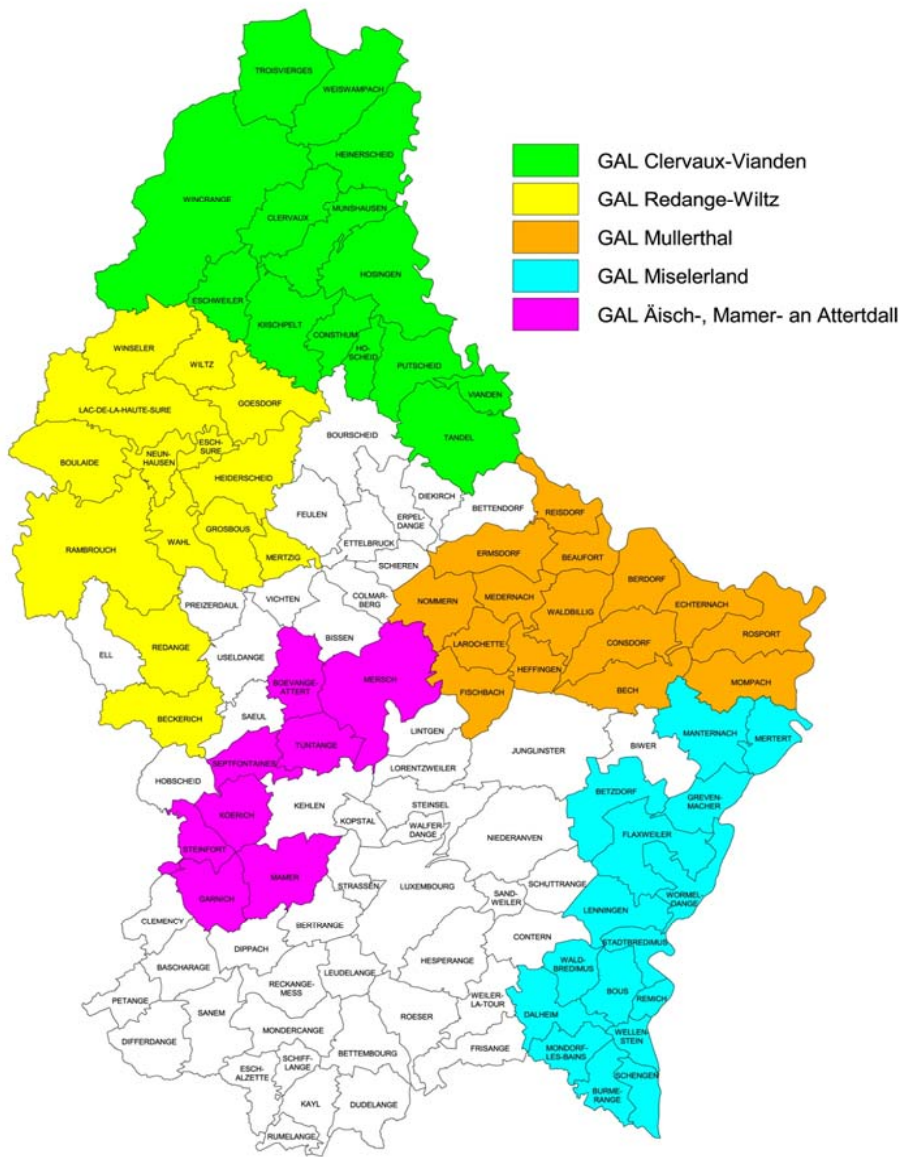 TROISVIERGES
WEISWAMPACH
HEINERSCHEID
WINCRANGE
CLERVAUX
MUNSHAUSEN
HOSINGEN
ESCHWEILER
KIISCHPELT
CONSTHUM
HO-
SCHEID
PUTSCHEID
VIANDEN
TANDEL
GAL Clervaux-Vianden
GAL Redange-Wiltz
GAL Mullerthal
GAL Miselerland
GAL Äisch-, Mamer- an Attertdall
WINSELER
WILTZ
GOESDORF
LAC-DE-LA-HAUTE-SURE
BOULAIDE
NEUN-
HAUSEN
ESCH-
SURE
HEIDERSCHEID
RAMBROUCH
WAHL
GROSBOUS
MERTZIG
BOURSCHEID
FEULEN
ETTELBRUCK
ERPEL-
DANGE
DIEKIRCH
BETTENDORF
SCHIEREN
COLMAR-
BERG
PREIZERDAUL
VICHTEN
BISSEN
ELL
REDANGE
USELDANGE
BECKERICH
SAEUL
REISDORF
ERMSDORF
BEAUFORT
BERDORF
NOMMERN
MEDERNACH
WALDBILLIG
ECHTERNACH
ROSPORT
LAROCHETTE
CONSDORF
HEFFINGEN
FISCHBACH
BECH
MOMPACH
BOEVANGE-
ATTERT
MERSCH
TUNTANGE
SEPTFONTAINES
LINTGEN
LORENTZWEILER
JUNGLINSTER
BIWER
MANTERNACH
MERTERT
HOBSCHEID
KOERICH
KEHLEN
KOPSTAL
STEINSEL
WALFER
DANGE
NIEDERANVEN
BETZDORF
GREVEN-
MACHER
FLAXWEILER
STEINFORT
GARNICH
MAMER
STRASSEN
LUXEMBOURG
SAND-
WEILER
SCHUTTRANGE
WORMEL-
DANGE
LENNINGEN
CLEMENCY
BERTRANGE
CONTERN
STADTBREDIMUS
DIPPACH
HESPERANGE
WALD-
BREDIMUS
BASCHARAGE
RECKANGE-
MESS
LEUDELANGE
BOUS
REMICH
PETANGE
SANEM
ROESER
WEILER-
LA-TOUR
DALHEIM
DIFFERDANGE
MONDERCANGE
WELLEN-
STEIN
BETTEMBOURG
FRISANGE
MONDORF-
LES-BAINS
ESCH-
ALZETTE
SCHIFF-
LANGE
SCHENGEN
BURME-
RANGE
KAYL
DUDELANGE
RUMELANGE